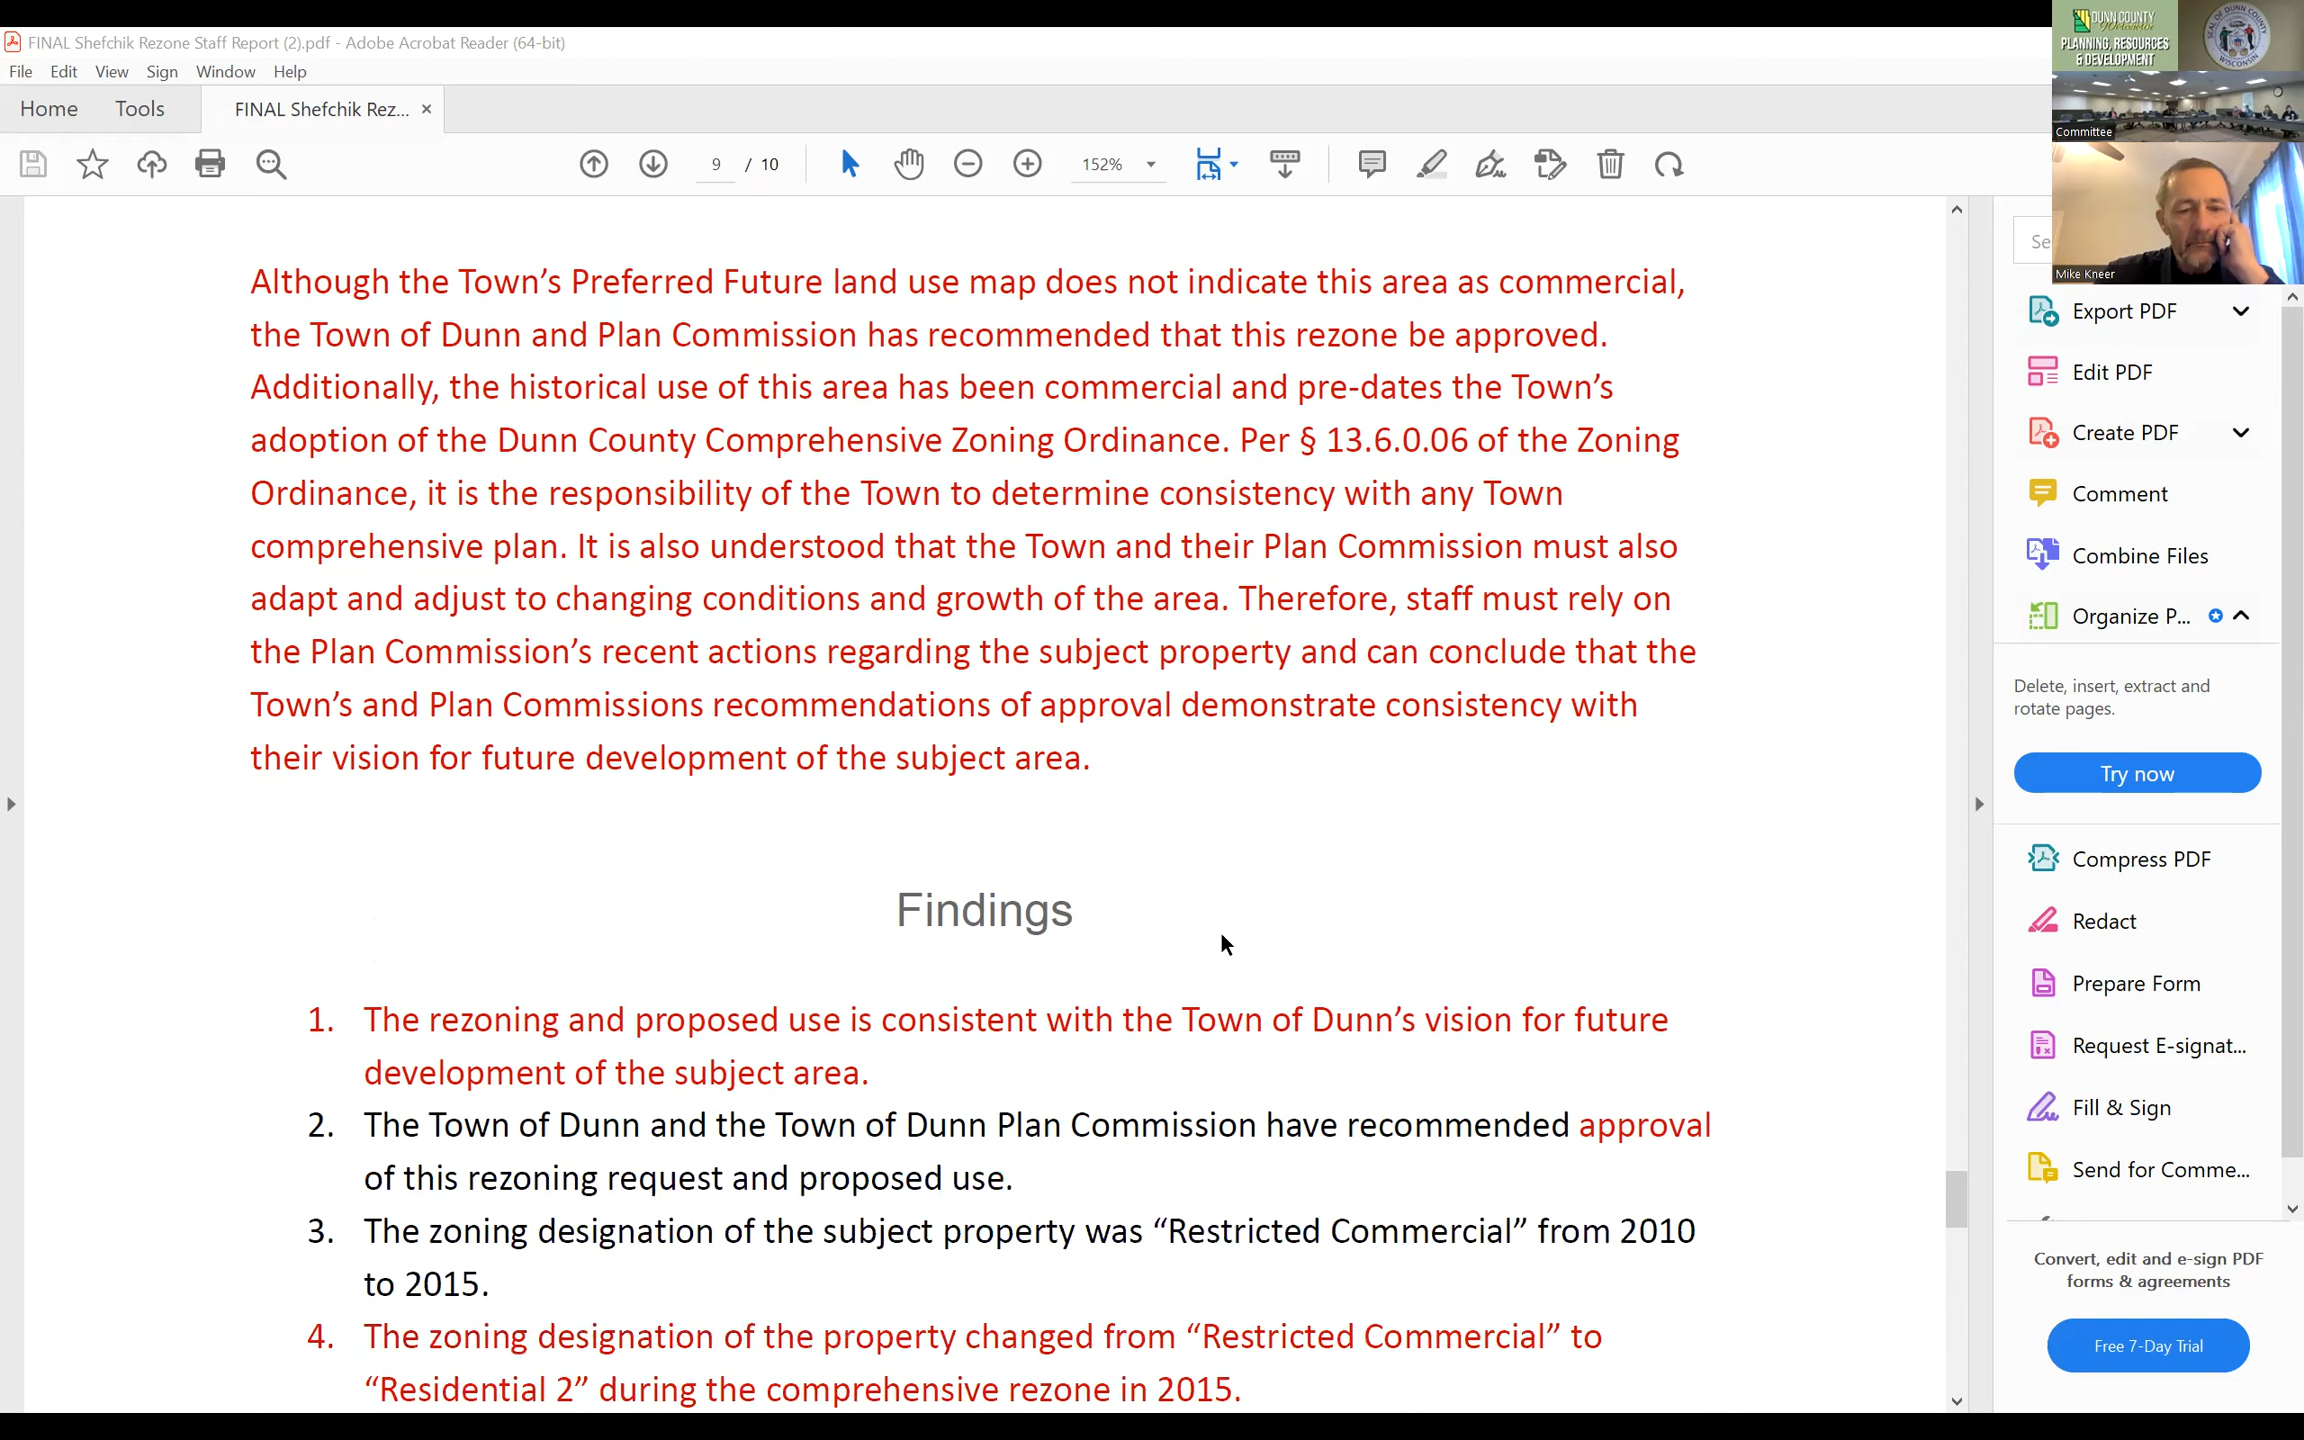 FINAL Shefchik Rezone Staff Report (2).pdf - Adobe Acrobat Reader (64-bit)
File Edit View Sign Window Help
Home Tools FINAL Shefchik Rez... ×
9 / 10 152%
Although the Town’s Preferred Future land use map does not indicate this area as commercial,
the Town of Dunn and Plan Commission has recommended that this rezone be approved.
Additionally, the historical use of this area has been commercial and pre-dates the Town’s
adoption of the Dunn County Comprehensive Zoning Ordinance. Per § 13.6.0.06 of the Zoning
Ordinance, it is the responsibility of the Town to determine consistency with any Town
comprehensive plan. It is also understood that the Town and their Plan Commission must also
adapt and adjust to changing conditions and growth of the area. Therefore, staff must rely on
the Plan Commission’s recent actions regarding the subject property and can conclude that the
Town’s and Plan Commissions recommendations of approval demonstrate consistency with
their vision for future development of the subject area.
Findings
1. The rezoning and proposed use is consistent with the Town of Dunn’s vision for future
development of the subject area.
2. The Town of Dunn and the Town of Dunn Plan Commission have recommended approval
of this rezoning request and proposed use.
3. The zoning designation of the subject property was “Restricted Commercial” from 2010
to 2015.
4. The zoning designation of the property changed from “Restricted Commercial” to
“Residential 2” during the comprehensive rezone in 2015.
DUNN COUNTY
Wisconsin
PLANNING, RESOURCES
& DEVELOPMENT
SEAL OF DUNN COUNTY
WISCONSIN
Committee
Mike Kneer
Se
Export PDF
Edit PDF
Create PDF
Comment
Combine Files
Organize P...
Delete, insert, extract and
rotate pages.
Try now
Compress PDF
Redact
Prepare Form
Request E-signat...
Fill & Sign
Send for Comme...
Convert, edit and e-sign PDF
forms & agreements
Free 7-Day Trial